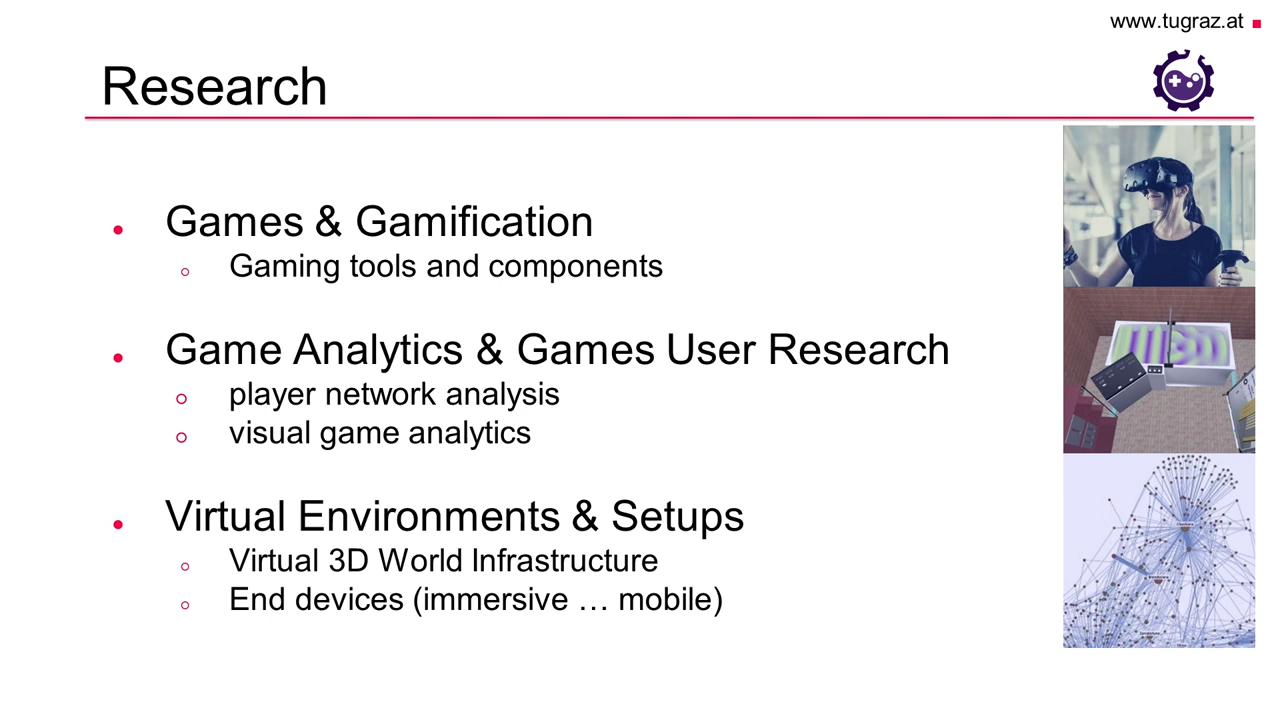 www.tugraz.at
Research
Games & Gamification
Gaming tools and components
Game Analytics & Games User Research
player network analysis
visual game analytics
Virtual Environments & Setups
Virtual 3D World Infrastructure
End devices (immersive … mobile)